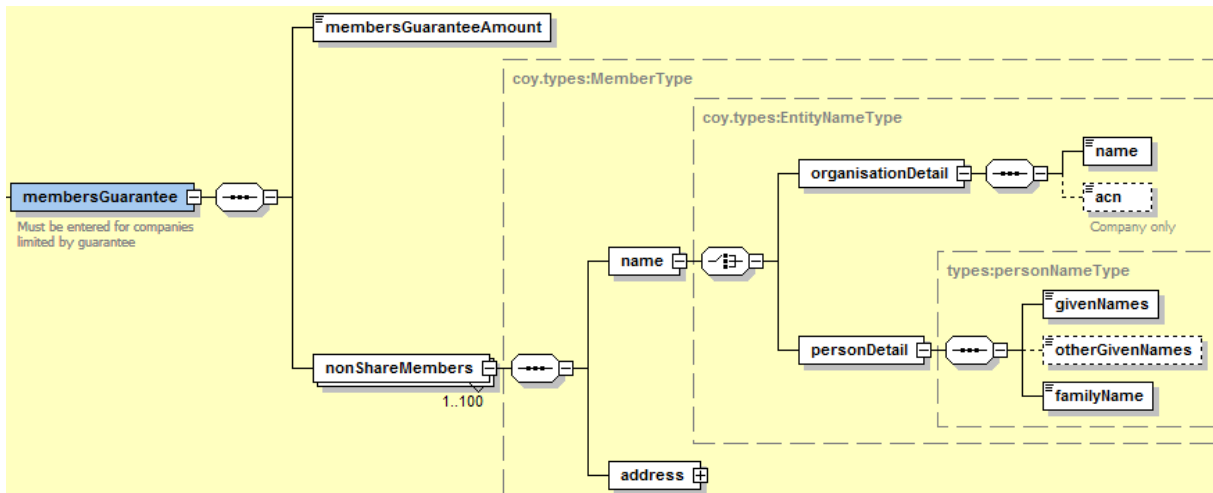 membersGuaranteeAmount
coy.types:MemberType
coy.types:EntityNameType
name
organisationDetail
acn
Company only
membersGuarantee
Must be entered for companies
limited by guarantee
name
types:personNameType
givenNames
personDetail
otherGivenNames
familyName
nonShareMembers
1..100
address